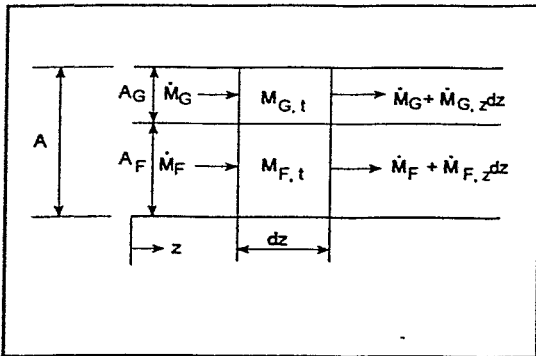 A
A_G
Ṁ_G
M_G, t
Ṁ_G + Ṁ_G, z dz
A_F
Ṁ_F
M_F, t
Ṁ_F + Ṁ_F, z dz
z
dz